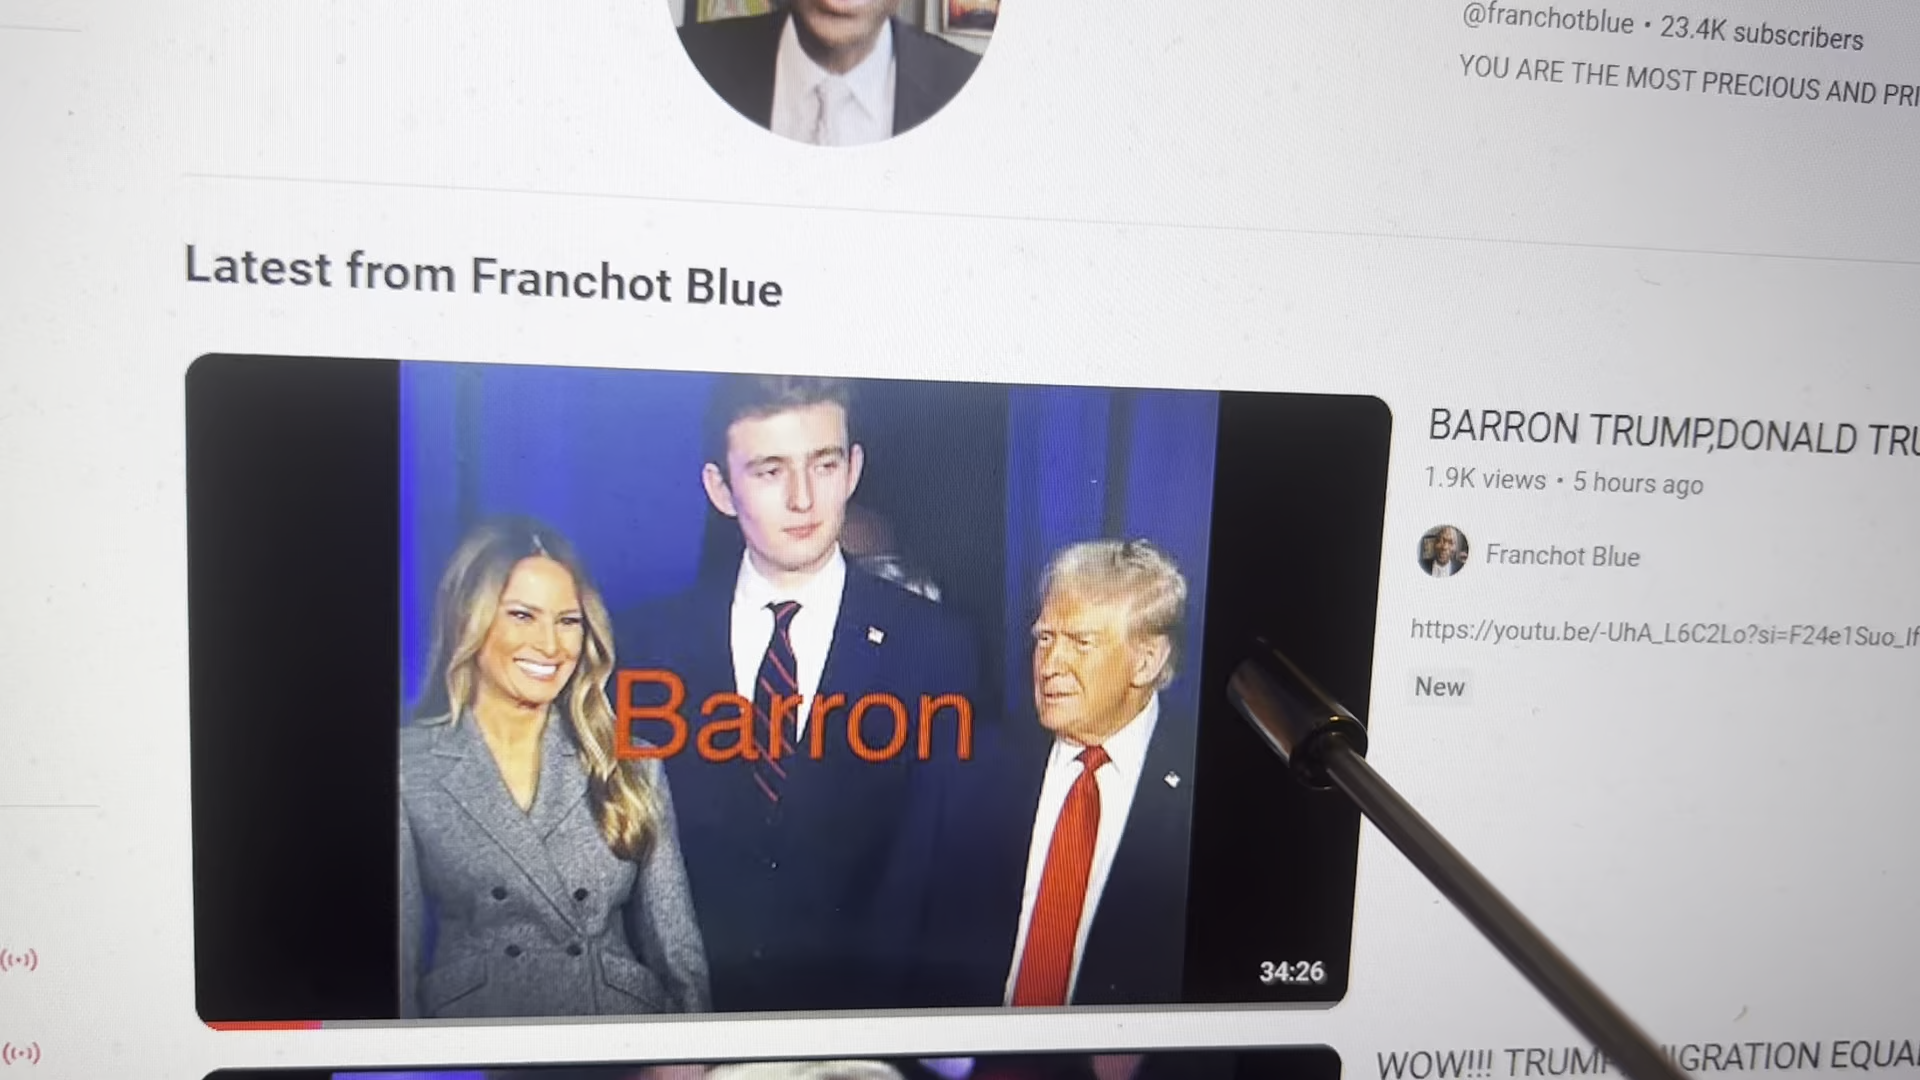 @franchotblue • 23.4K subscribers
YOU ARE THE MOST PRECIOUS AND
Latest from Franchot Blue
Barron
34:26
BARRON TRUMP,DONALD
1.9K views • 5 hours ago
Franchot Blue
https://youtu.be/-UhA_L6C2Lo?si=F24e1Suo_If
New
WOW!!!